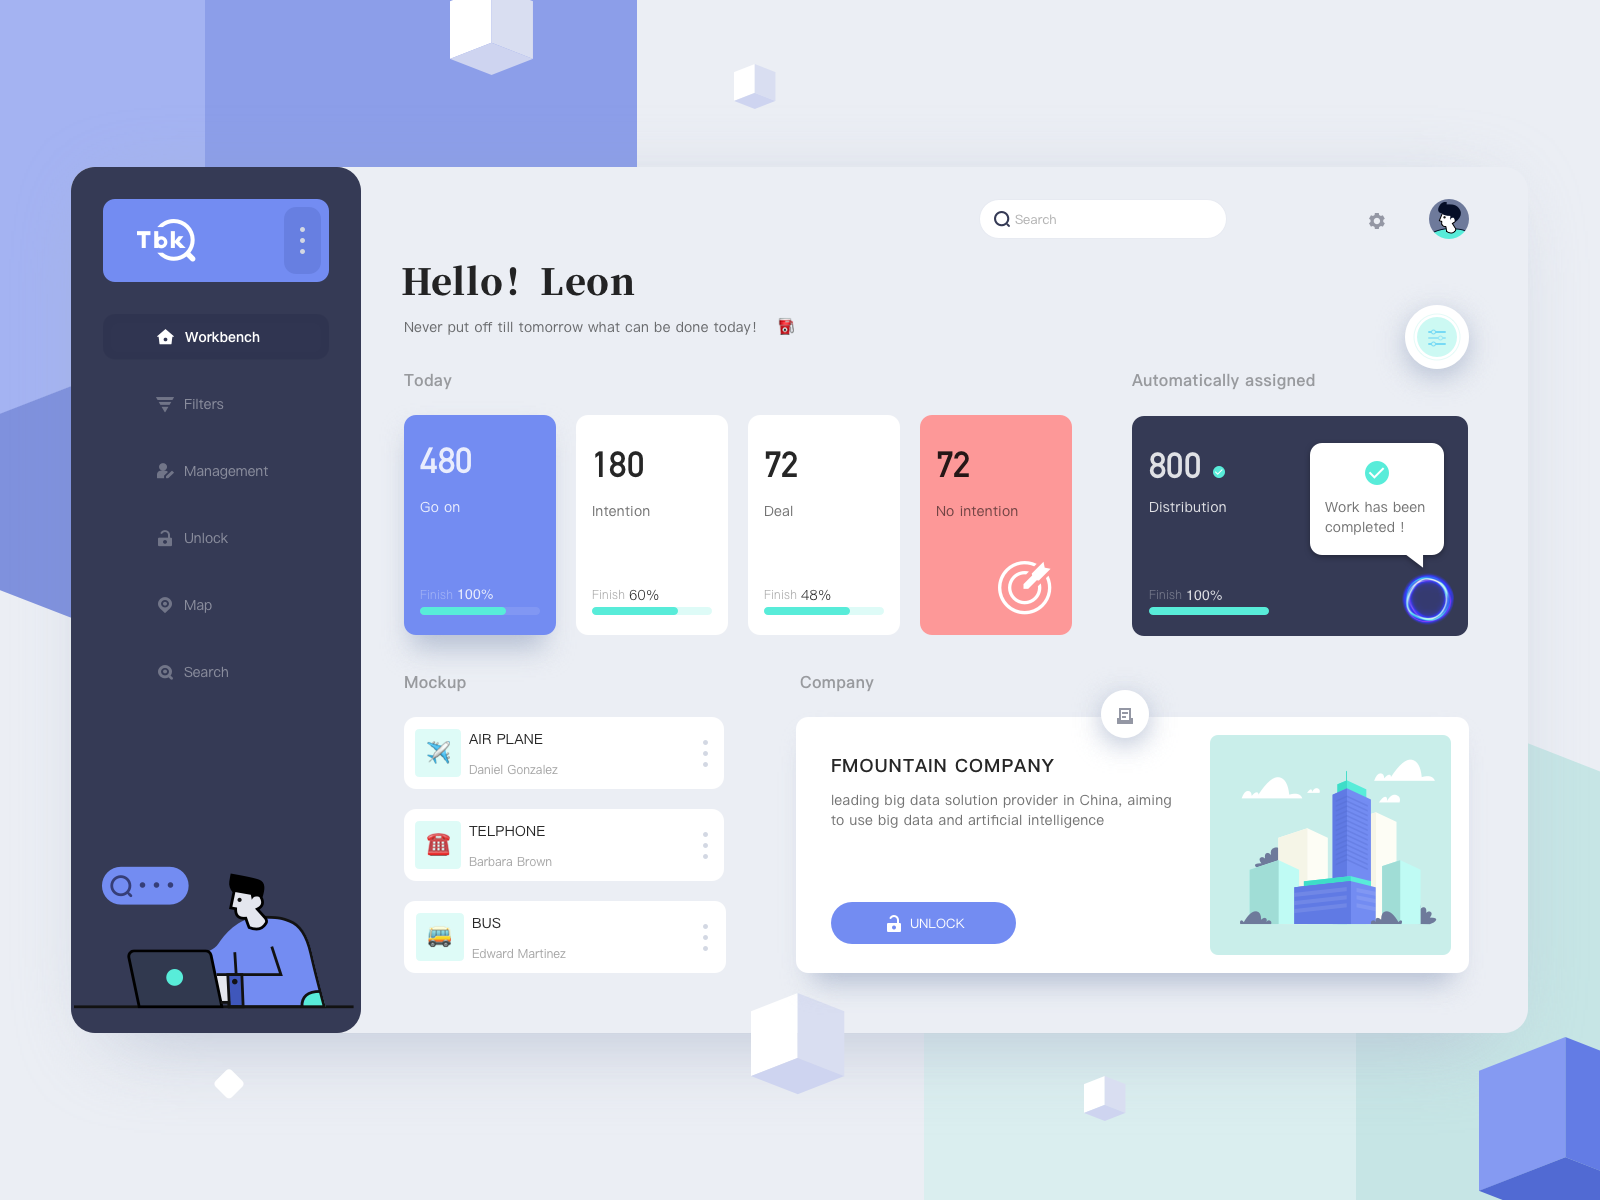 Tbk
Workbench
Filters
Management
Unlock
Map
Search
Search
Hello! Leon
Never put off till tomorrow what can be done today!
Today
480
Go on
Finish 100%
180
Intention
Finish 60%
72
Deal
Finish 48%
72
No intention
Automatically assigned
800
Distribution
Finish 100%
Work has been
completed !
Mockup
AIR PLANE
Daniel Gonzalez
TELPHONE
Barbara Brown
BUS
Edward Martinez
Company
FMOUNTAIN COMPANY
leading big data solution provider in China, aiming
to use big data and artificial intelligence
UNLOCK